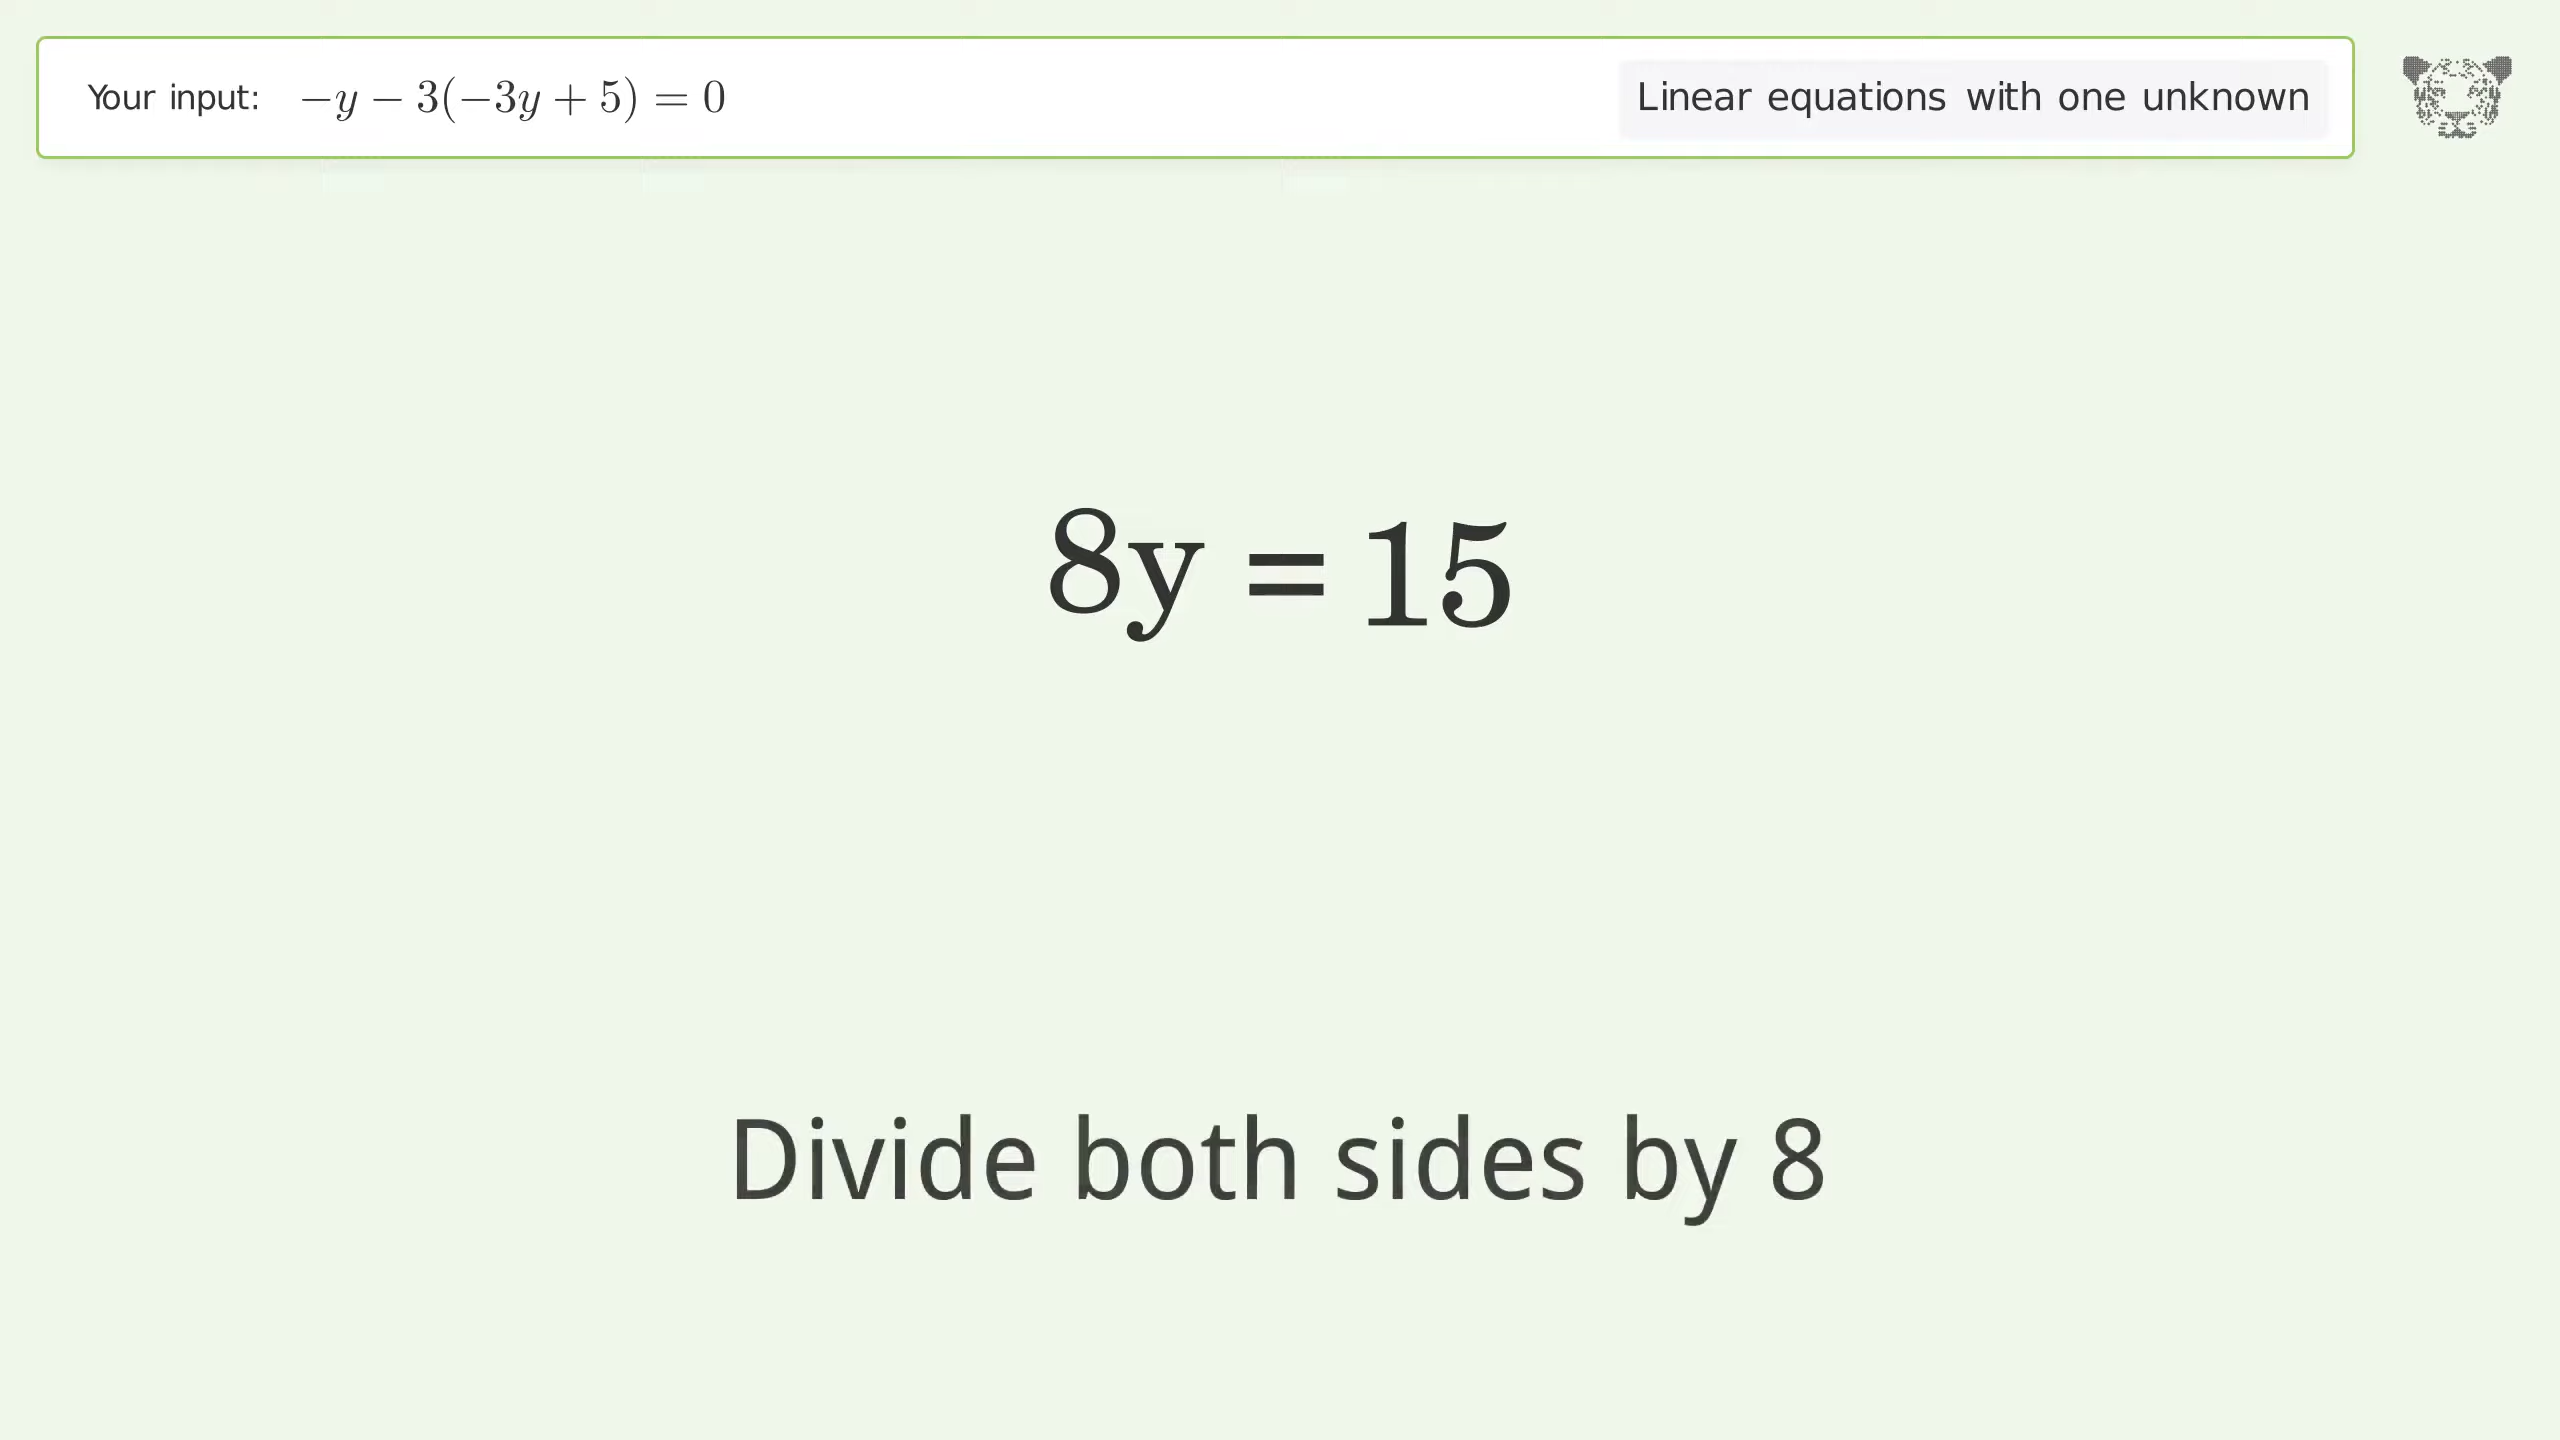 Your input: −y − 3(−3y + 5) = 0
Linear equations with one unknown
8y = 15
Divide both sides by 8